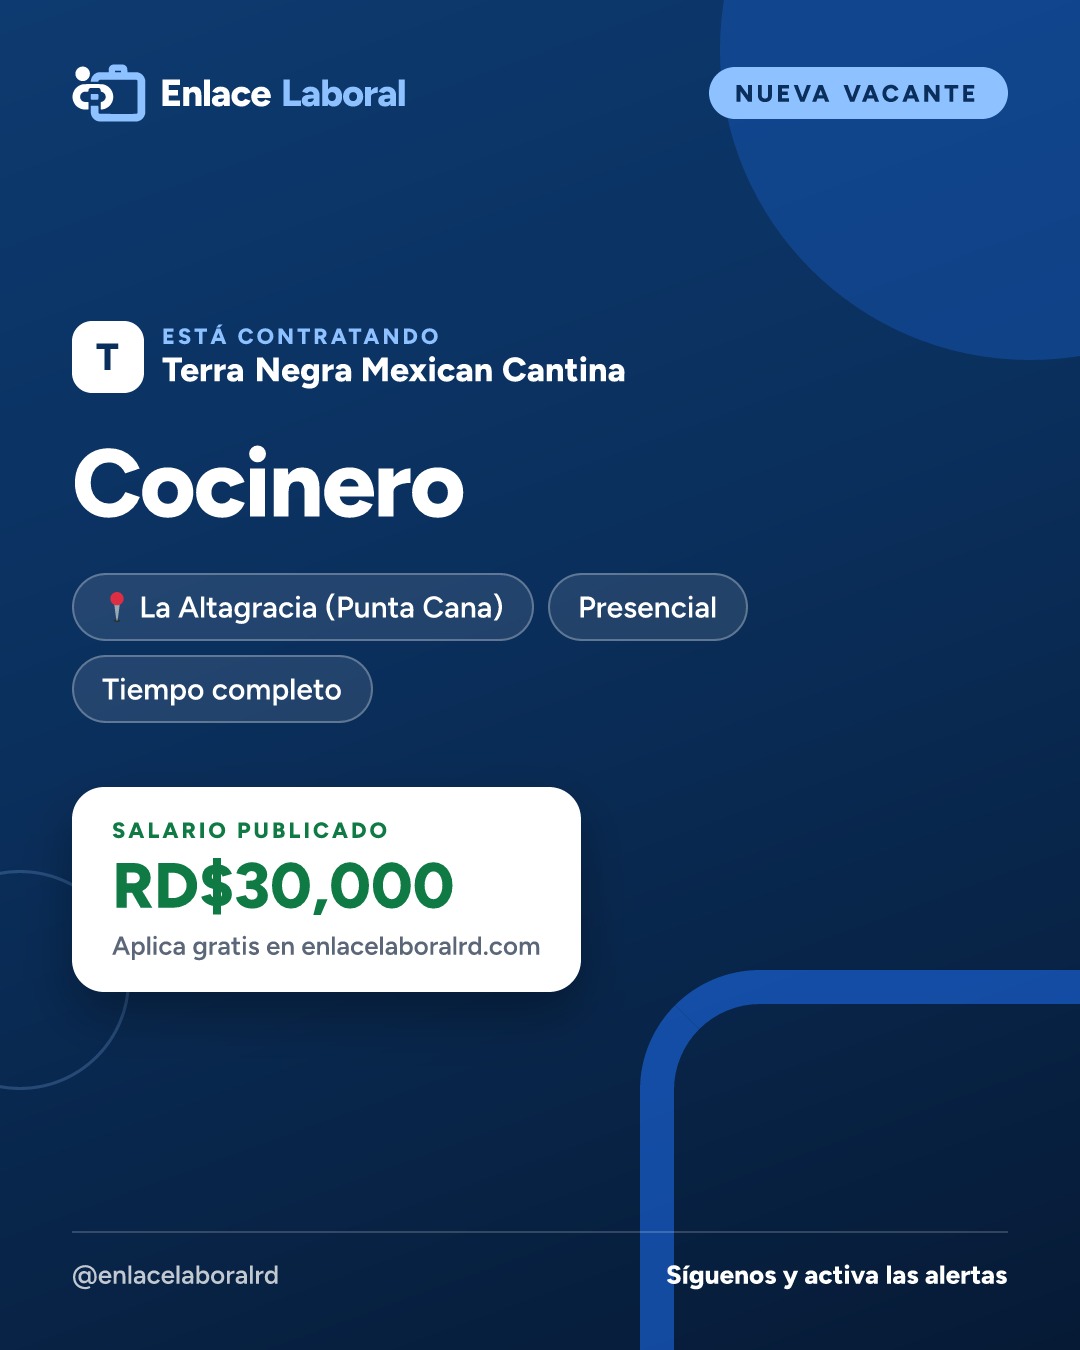 Enlace Laboral
NUEVA VACANTE
T
ESTÁ CONTRATANDO
Terra Negra Mexican Cantina
Cocinero
📍 La Altagracia (Punta Cana)
Presencial
Tiempo completo
SALARIO PUBLICADO
RD$30,000
Aplica gratis en enlacelaboralrd.com
@enlacelaboralrd
Síguenos y activa las alertas